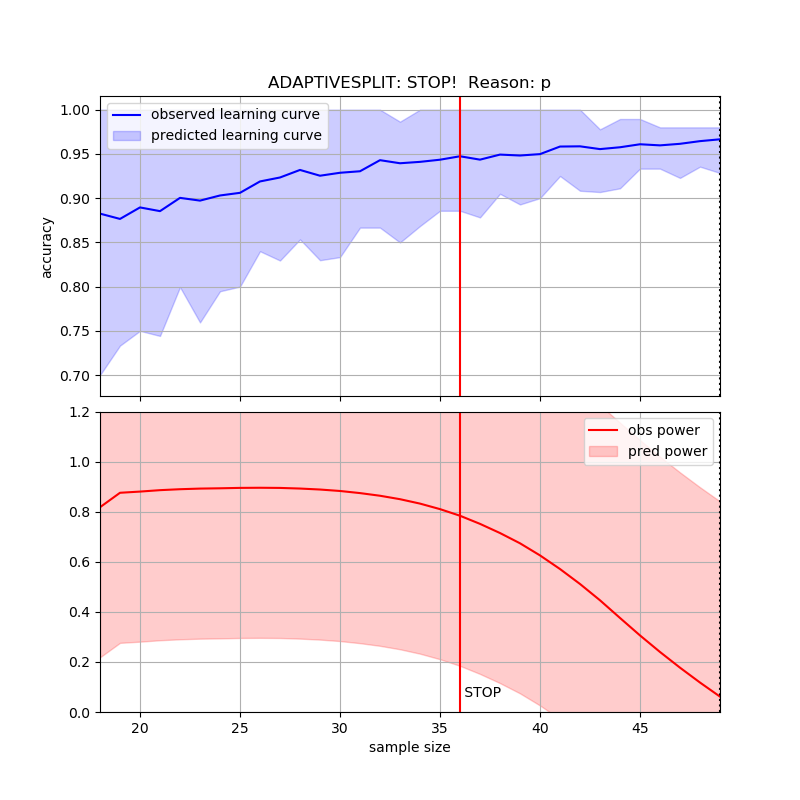 ADAPTIVESPLIT: STOP!  Reason: p
observed learning curve
predicted learning curve
accuracy
1.00
0.95
0.90
0.85
0.80
0.75
0.70
obs power
pred power
1.2
1.0
0.8
0.6
0.4
0.2
0.0
STOP
20 25 30 35 40 45
sample size